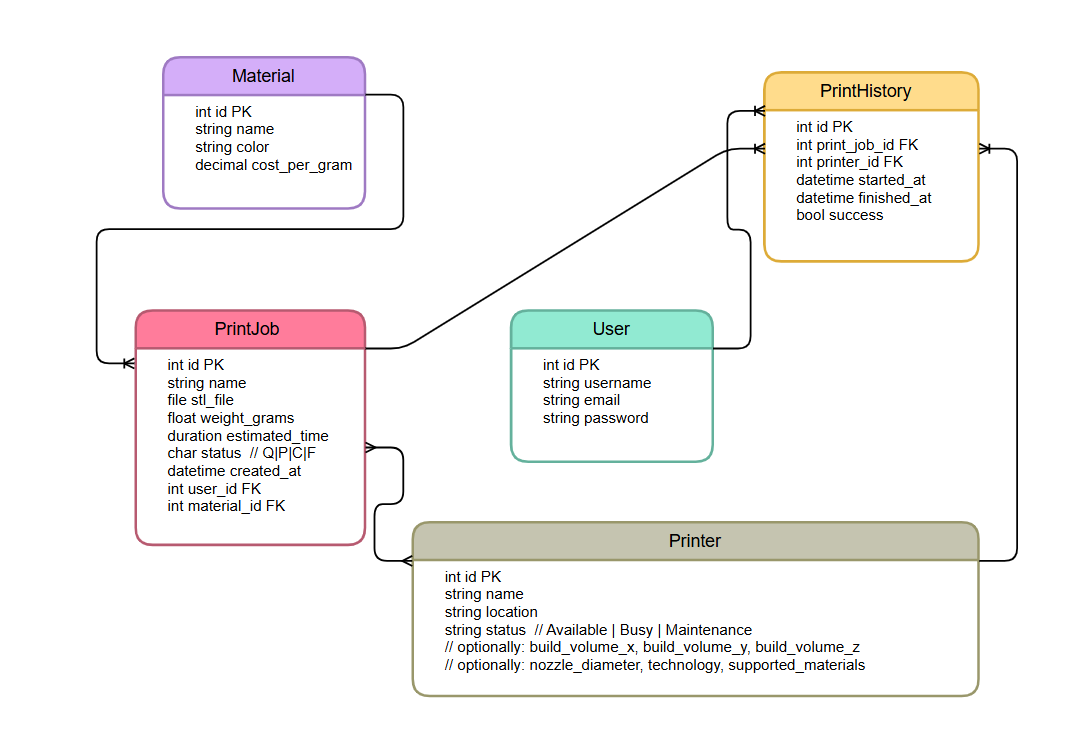 Material
int id PK
string name
string color
decimal cost_per_gram
PrintHistory
int id PK
int print_job_id FK
int printer_id FK
datetime started_at
datetime finished_at
bool success
PrintJob
int id PK
string name
file stl_file
float weight_grams
duration estimated_time
char status  // Q|P|C|F
datetime created_at
int user_id FK
int material_id FK
User
int id PK
string username
string email
string password
Printer
int id PK
string name
string location
string status  // Available | Busy | Maintenance
// optionally: build_volume_x, build_volume_y, build_volume_z
// optionally: nozzle_diameter, technology, supported_materials